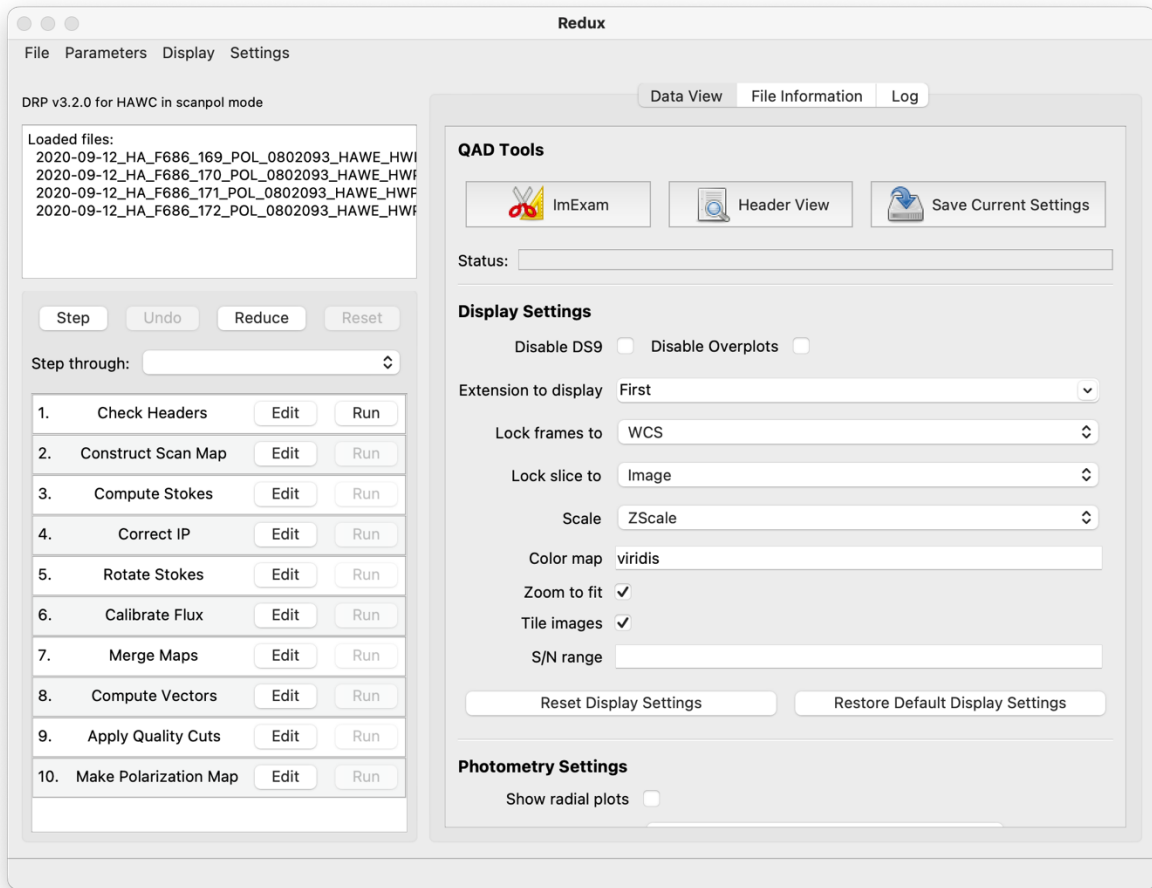 Redux
File Parameters Display Settings
DRP v3.2.0 for HAWC in scanpol mode
Loaded files:
2020-09-12_HA_F686_169_POL_0802093_HAWE_HWI
2020-09-12_HA_F686_170_POL_0802093_HAWE_HWF
2020-09-12_HA_F686_171_POL_0802093_HAWE_HWF
2020-09-12_HA_F686_172_POL_0802093_HAWE_HWF
Step Undo Reduce Reset
Step through:
1. Check Headers Edit Run
2. Construct Scan Map Edit Run
3. Compute Stokes Edit Run
4. Correct IP Edit Run
5. Rotate Stokes Edit Run
6. Calibrate Flux Edit Run
7. Merge Maps Edit Run
8. Compute Vectors Edit Run
9. Apply Quality Cuts Edit Run
10. Make Polarization Map Edit Run
Data View File Information Log
QAD Tools
ImExam Header View Save Current Settings
Status:
Display Settings
Disable DS9 Disable Overplots
Extension to display First
Lock frames to WCS
Lock slice to Image
Scale ZScale
Color map viridis
Zoom to fit
Tile images
S/N range
Reset Display Settings Restore Default Display Settings
Photometry Settings
Show radial plots